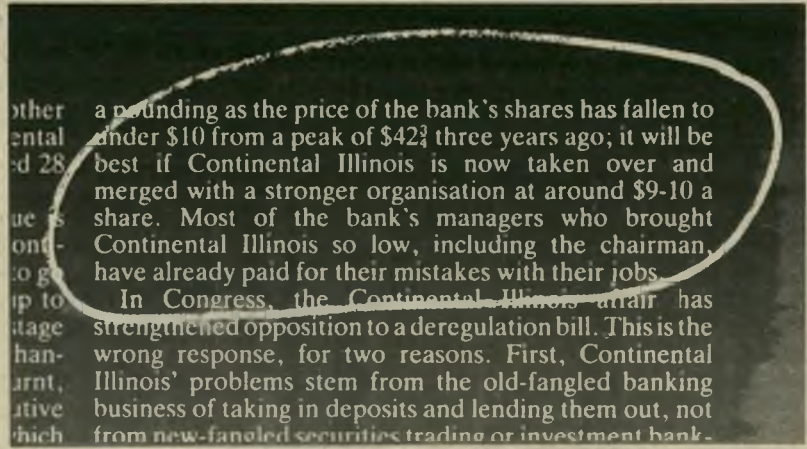 other
ental
ed 28
ue is
ont-
to go
up to
stage
han-
urnt,
utive
which
a pounding as the price of the bank's shares has fallen to
under $10 from a peak of $42¾ three years ago; it will be
best if Continental Illinois is now taken over and
merged with a stronger organisation at around $9-10 a
share. Most of the bank's managers who brought
Continental Illinois so low, including the chairman,
have already paid for their mistakes with their jobs.
In Congress, the Continental Illinois affair has
strengthened opposition to a deregulation bill. This is the
wrong response, for two reasons. First, Continental
Illinois' problems stem from the old-fangled banking
business of taking in deposits and lending them out, not
from new-fangled securities trading or investment bank-